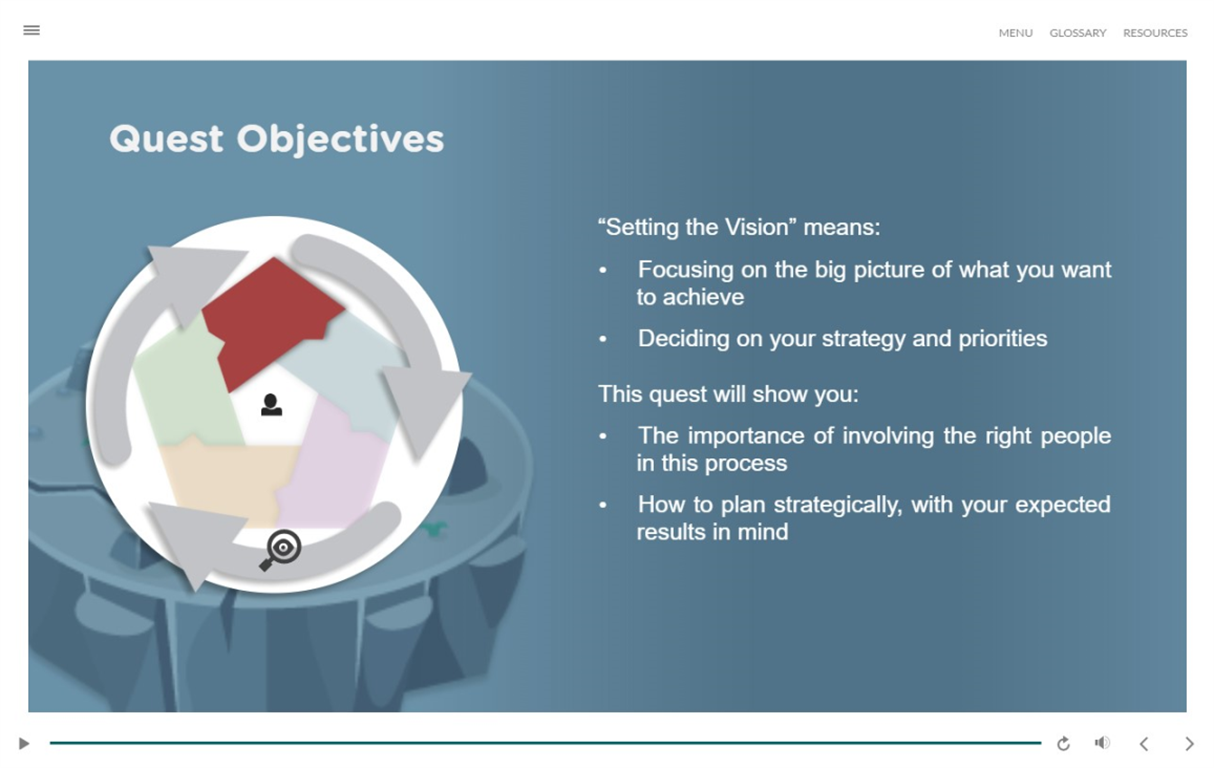 MENU GLOSSARY RESOURCES
Quest Objectives
“Setting the Vision” means:
• Focusing on the big picture of what you want
to achieve
• Deciding on your strategy and priorities
This quest will show you:
• The importance of involving the right people
in this process
• How to plan strategically, with your expected
results in mind